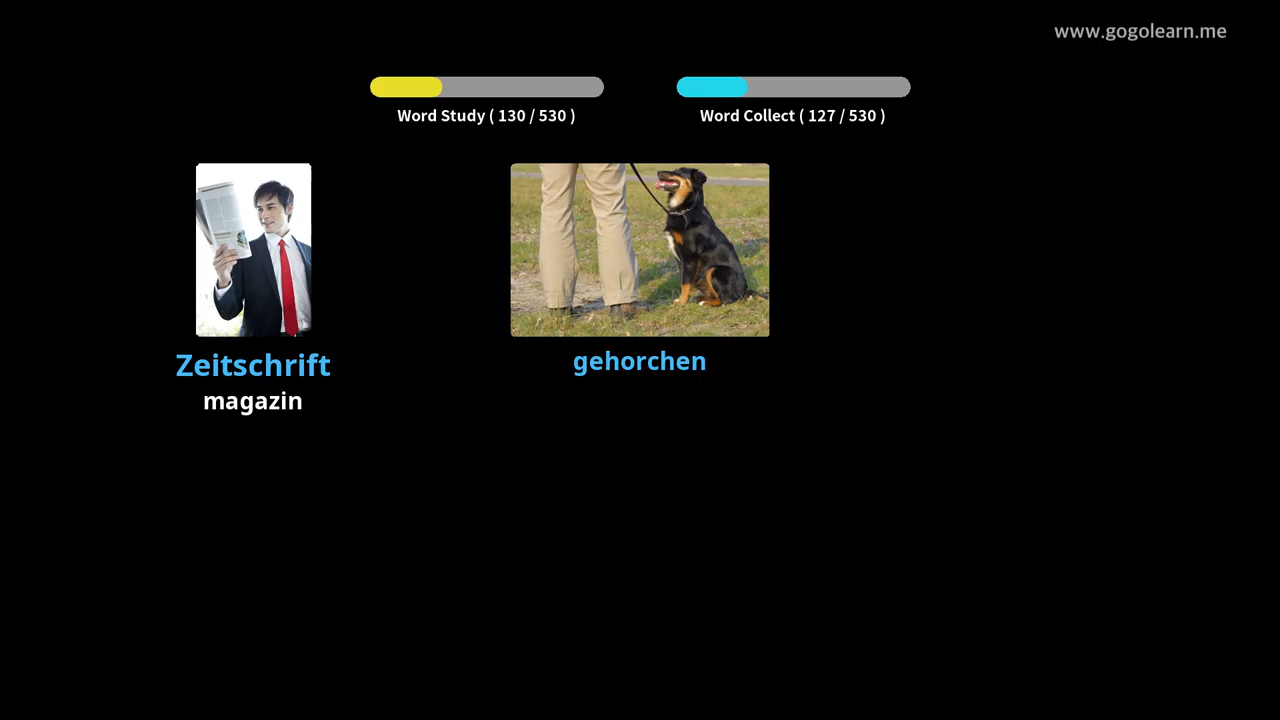 www.gogolearn.me
Word Study ( 130 / 530 )
Word Collect ( 127 / 530 )
Zeitschrift
magazin
gehorchen